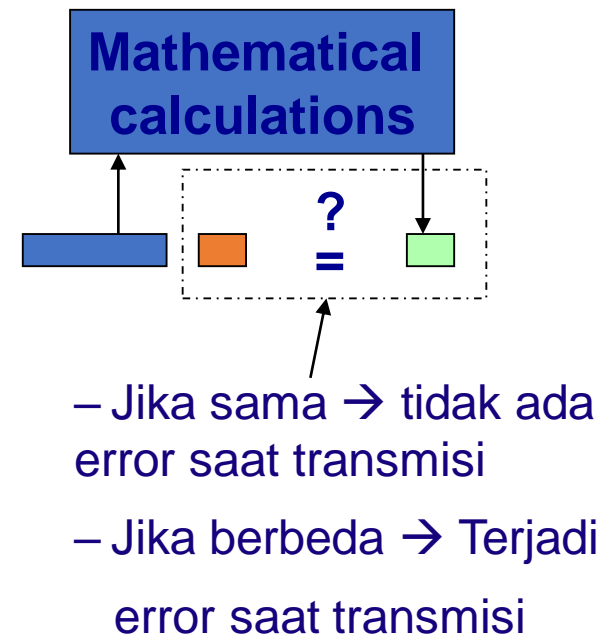 Mathematical
calculations
?
=
– Jika sama → tidak ada
error saat transmisi
– Jika berbeda → Terjadi
error saat transmisi